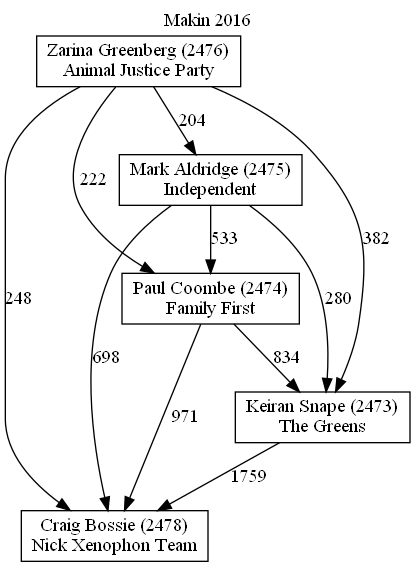 Makin 2016
Zarina Greenberg (2476)
Animal Justice Party
204
222
382
248
Mark Aldridge (2475)
Independent
533
280
698
Paul Coombe (2474)
Family First
834
971
Keiran Snape (2473)
The Greens
1759
Craig Bossie (2478)
Nick Xenophon Team